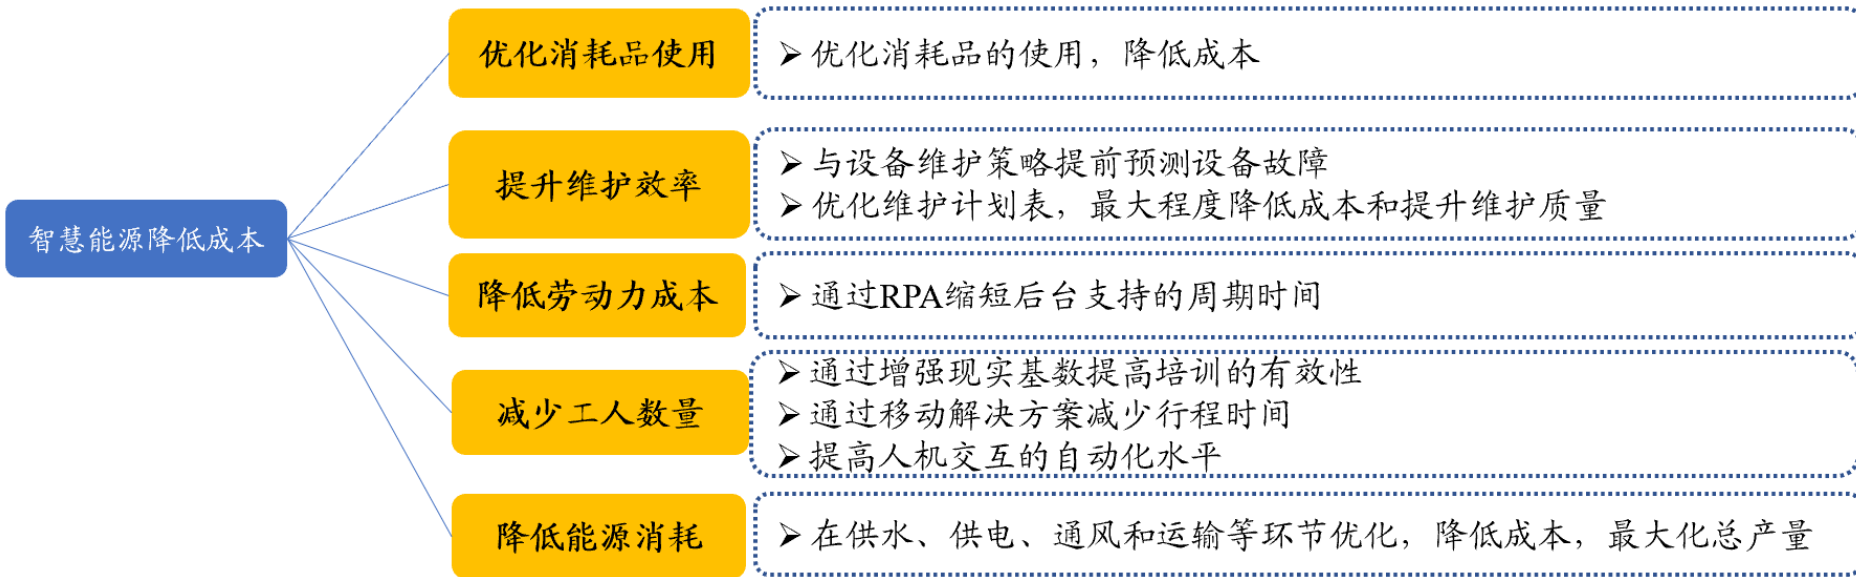 智慧能源降低成本
优化消耗品使用
➢ 优化消耗品的使用，降低成本
提升维护效率
➢ 与设备维护策略提前预测设备故障
➢ 优化维护计划表，最大程度降低成本和提升维护质量
降低劳动力成本
➢ 通过RPA缩短后台支持的周期时间
减少工人数量
➢ 通过增强现实基数提高培训的有效性
➢ 通过移动解决方案减少行程时间
➢ 提高人机交互的自动化水平
降低能源消耗
➢ 在供水、供电、通风和运输等环节优化，降低成本，最大化总产量